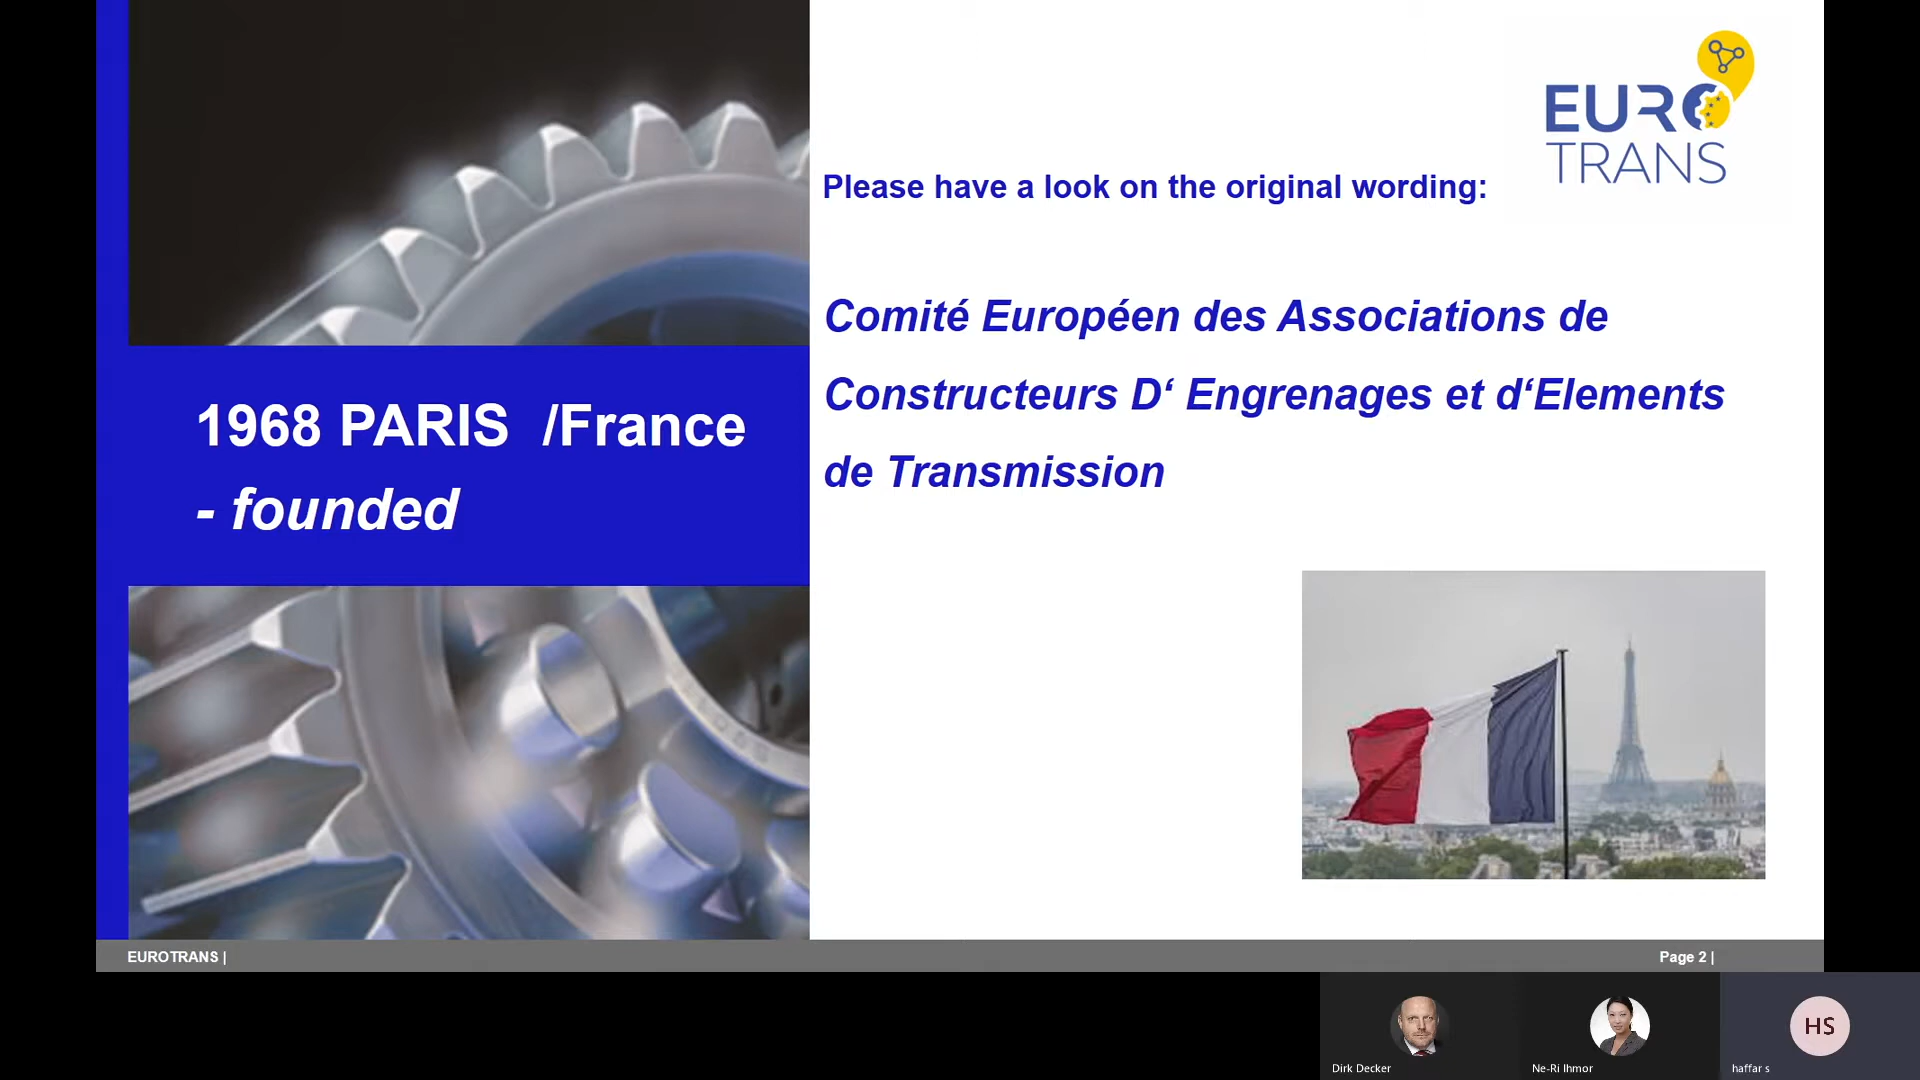 EURO
TRANS
Please have a look on the original wording:
Comité Européen des Associations de
Constructeurs D‘ Engrenages et d‘Elements
de Transmission
1968 PARIS /France
- founded
EUROTRANS |
Page 2 |
HS
Dirk Decker
Ne-Ri Ihmor
haffar s